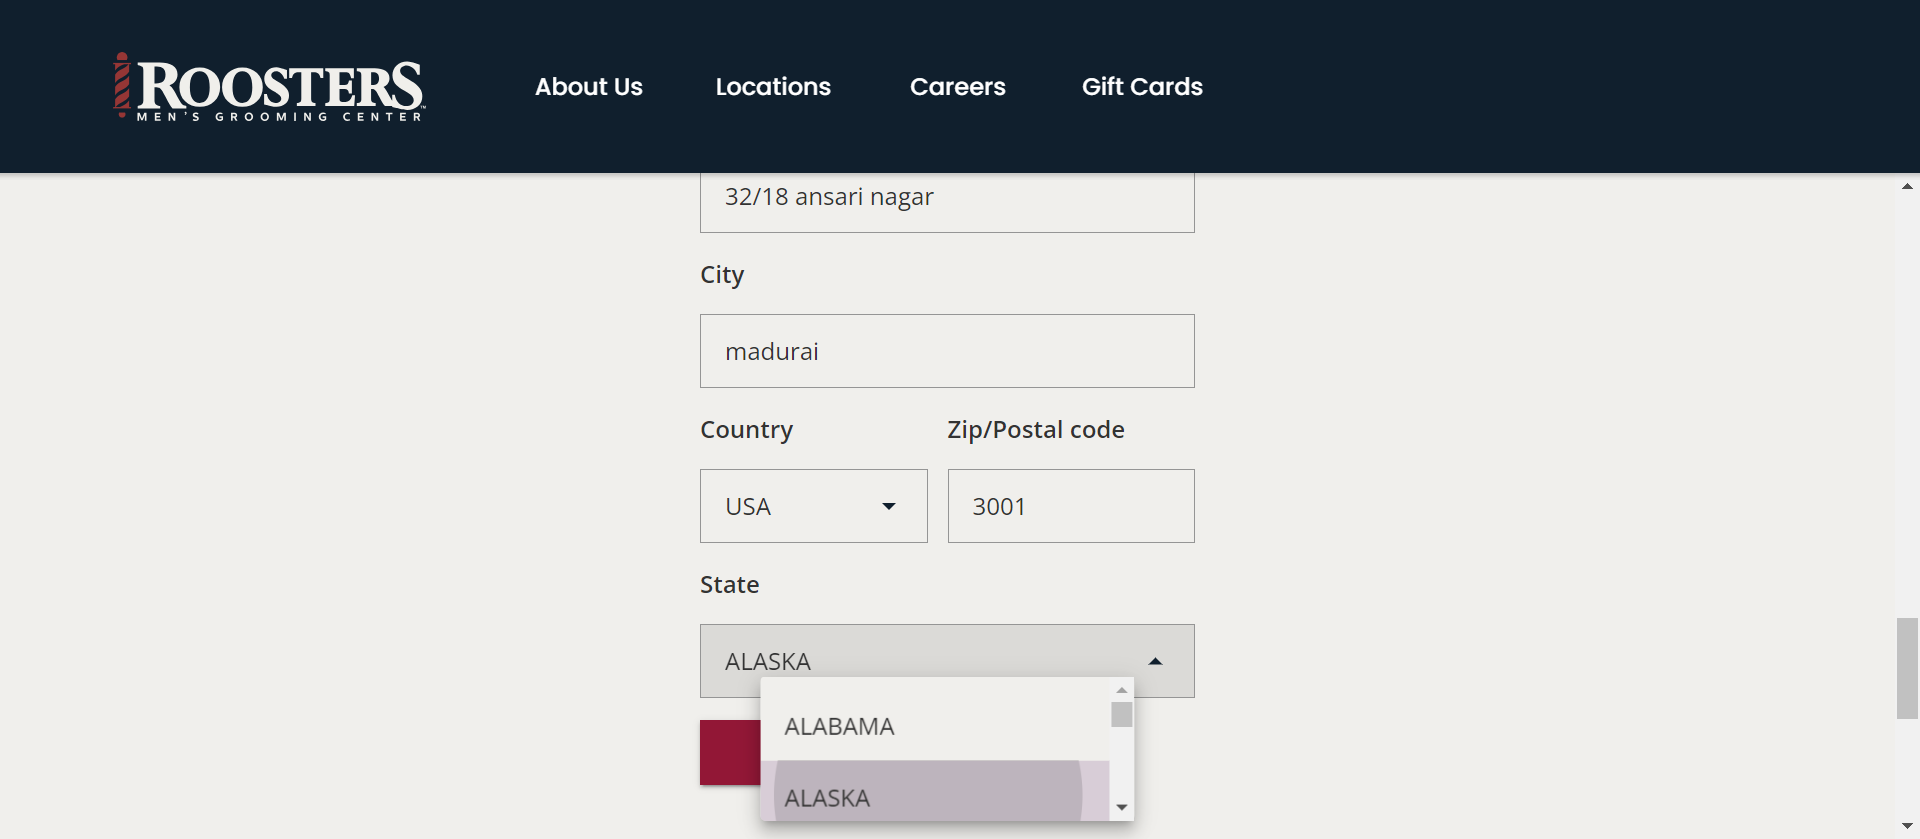 ROOSTERS™
MEN'S GROOMING CENTER
About Us
Locations
Careers
Gift Cards
32/18 ansari nagar
City
madurai
Country
Zip/Postal code
USA
3001
State
ALASKA
ALABAMA
ALASKA